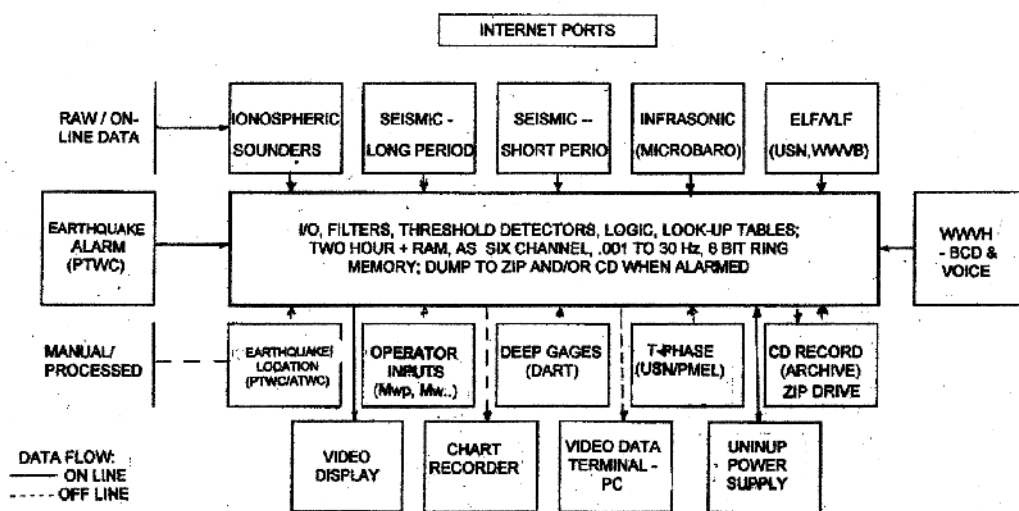 INTERNET PORTS
RAW / ON-
LINE DATA
IONOSPHERIC
SOUNDERS
SEISMIC -
LONG PERIOD
SEISMIC --
SHORT PERIO
INFRASONIC
(MICROBARO)
ELF/VLF
(USN,WWVB)
EARTHQUAKE
ALARM
(PTWC)
I/O, FILTERS, THRESHOLD DETECTORS, LOGIC, LOOK-UP TABLES;
TWO HOUR + RAM, AS SIX CHANNEL, .001 TO 30 Hz, 8 BIT RING
MEMORY; DUMP TO ZIP AND/OR CD WHEN ALARMED
WWVH
- BCD &
VOICE
MANUAL/
PROCESSED
EARTHQUAKE/
LOCATION
(PTWC/ATWC)
OPERATOR
INPUTS
(Mwp, Mw..)
DEEP GAGES
(DART)
T-PHASE
(USN/PMEL)
CD RECORD
(ARCHIVE)
ZIP DRIVE
VIDEO
DISPLAY
CHART
RECORDER
VIDEO DATA
TERMINAL -
PC
UNINUP
POWER
SUPPLY
DATA FLOW:
ON LINE
OFF LINE